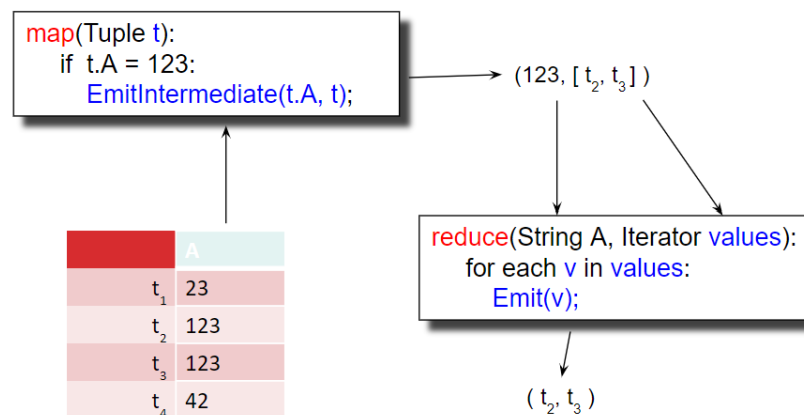 map(Tuple t):
if t.A = 123:
EmitIntermediate(t.A, t);
(123, [ t2, t3 ] )
A
t1 23
t2 123
t3 123
t4 42
reduce(String A, Iterator values):
for each v in values:
Emit(v);
( t2, t3 )